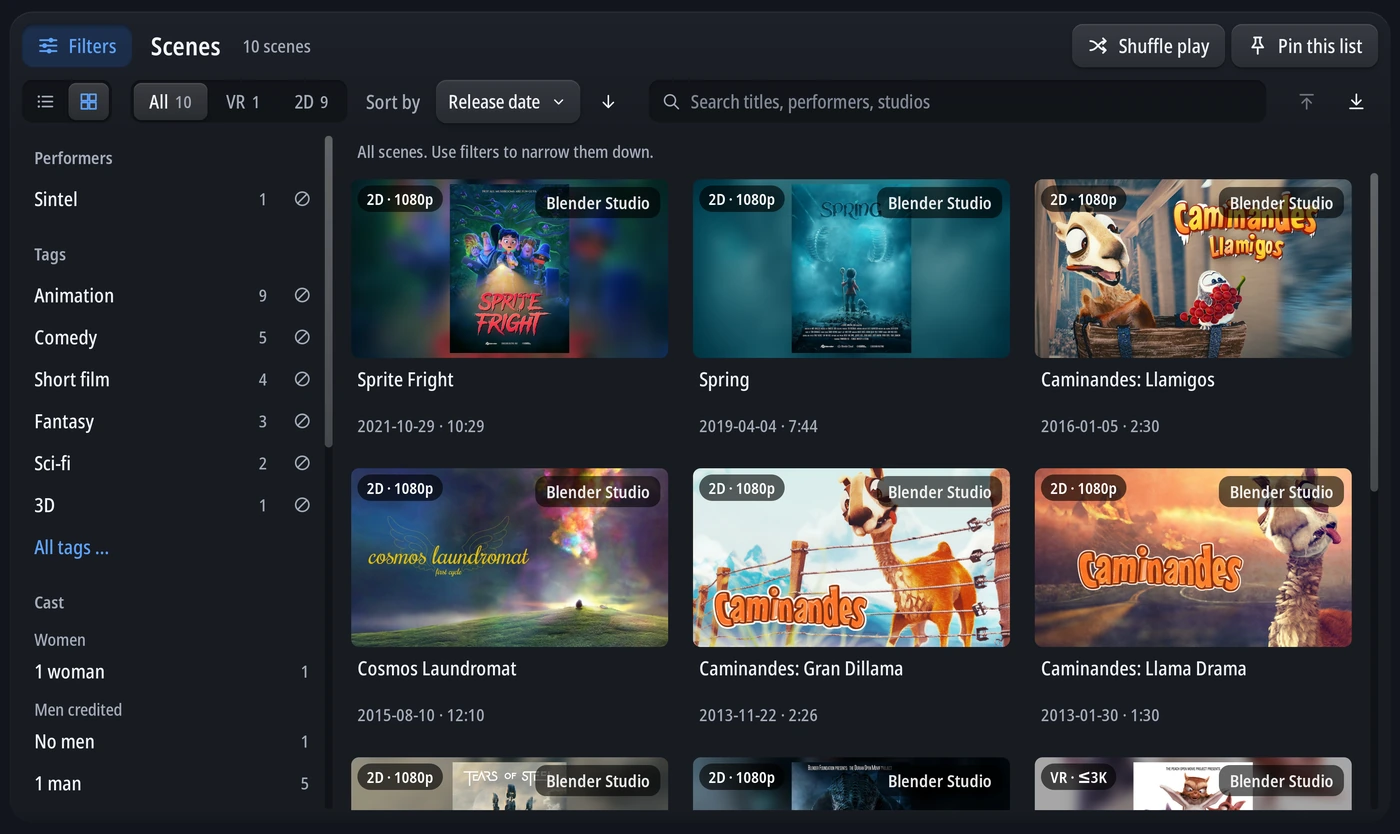 Filters
Scenes
10 scenes
Shuffle play
Pin this list
All 10
VR 1
2D 9
Sort by
Release date
Search titles, performers, studios
Performers
Sintel 1
Tags
Animation 9
Comedy 5
Short film 4
Fantasy 3
Sci-fi 2
3D 1
All tags ...
Cast
Women
1 woman 1
Men credited
No men 1
1 man 5
All scenes. Use filters to narrow them down.
2D · 1080p
Blender Studio
SPRITE
FRIGHT
Sprite Fright
2021-10-29 · 10:29
2D · 1080p
Blender Studio
SPRING
Spring
2019-04-04 · 7:44
2D · 1080p
Blender Studio
Caminandes
Llamigos
Caminandes: Llamigos
2016-01-05 · 2:30
2D · 1080p
Blender Studio
cosmos laundromat
first cycle
Cosmos Laundromat
2015-08-10 · 12:10
2D · 1080p
Blender Studio
Caminandes
Caminandes: Gran Dillama
2013-11-22 · 2:26
2D · 1080p
Blender Studio
Caminandes
Caminandes: Llama Drama
2013-01-30 · 1:30
2D · 1080p
Blender Studio
TEARS OF
2D · 1080p
Blender Studio
VR · ≤3K
Blender Studio